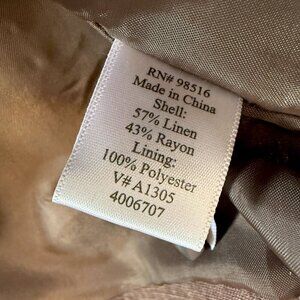 RN# 98516
Made in China
Shell:
57% Linen
43% Rayon
Lining:
100% Polyester
V# A1305
4006707